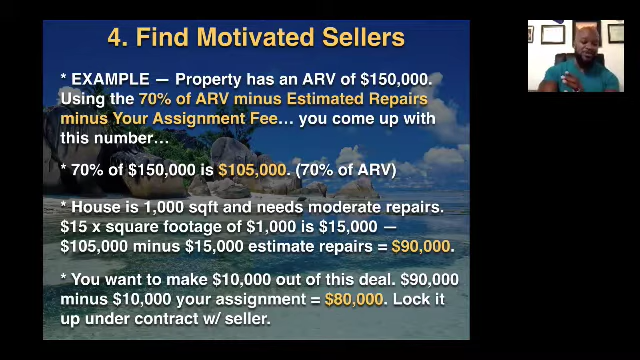 4. Find Motivated Sellers
* EXAMPLE — Property has an ARV of $150,000.
Using the 70% of ARV minus Estimated Repairs
minus Your Assignment Fee... you come up with
this number...
* 70% of $150,000 is $105,000. (70% of ARV)
* House is 1,000 sqft and needs moderate repairs.
$15 x square footage of $1,000 is $15,000 —
$105,000 minus $15,000 estimate repairs = $90,000.
* You want to make $10,000 out of this deal. $90,000
minus $10,000 your assignment = $80,000. Lock it
up under contract w/ seller.